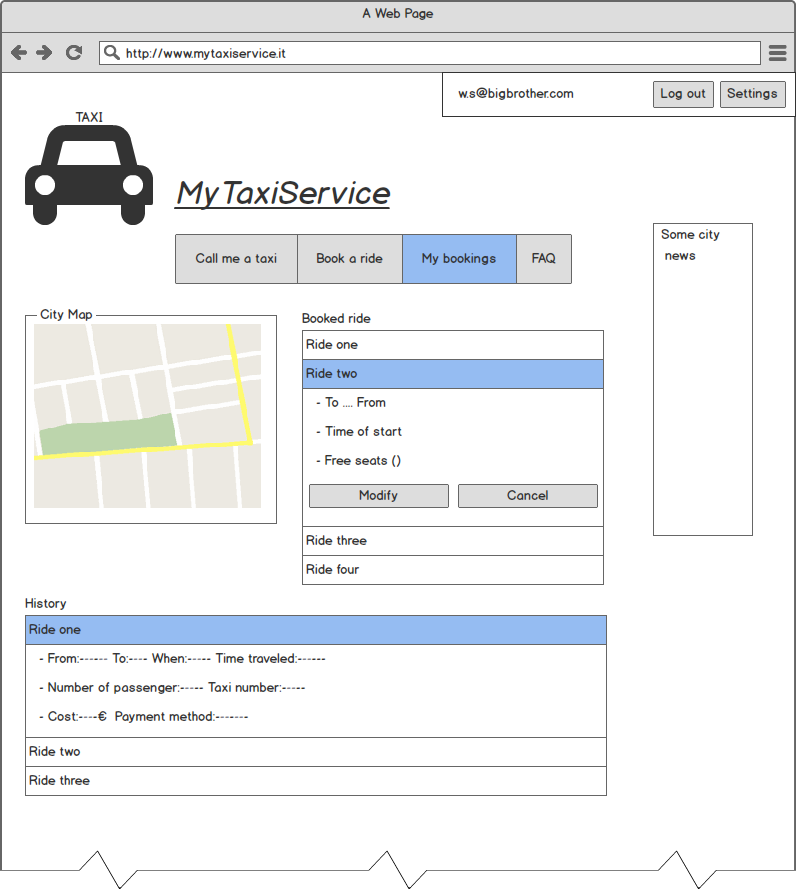 A Web Page
http://www.mytaxiservice.it
w.s@bigbrother.com
Log out
Settings
TAXI
MyTaxiService
Call me a taxi
Book a ride
My bookings
FAQ
Some city
news
City Map
Booked ride
Ride one
Ride two
- To .... From
- Time of start
- Free seats ()
Modify
Cancel
Ride three
Ride four
History
Ride one
- From:------ To:---- When:----- Time traveled:------
- Number of passenger:----- Taxi number:-----
- Cost:----€ Payment method:-------
Ride two
Ride three